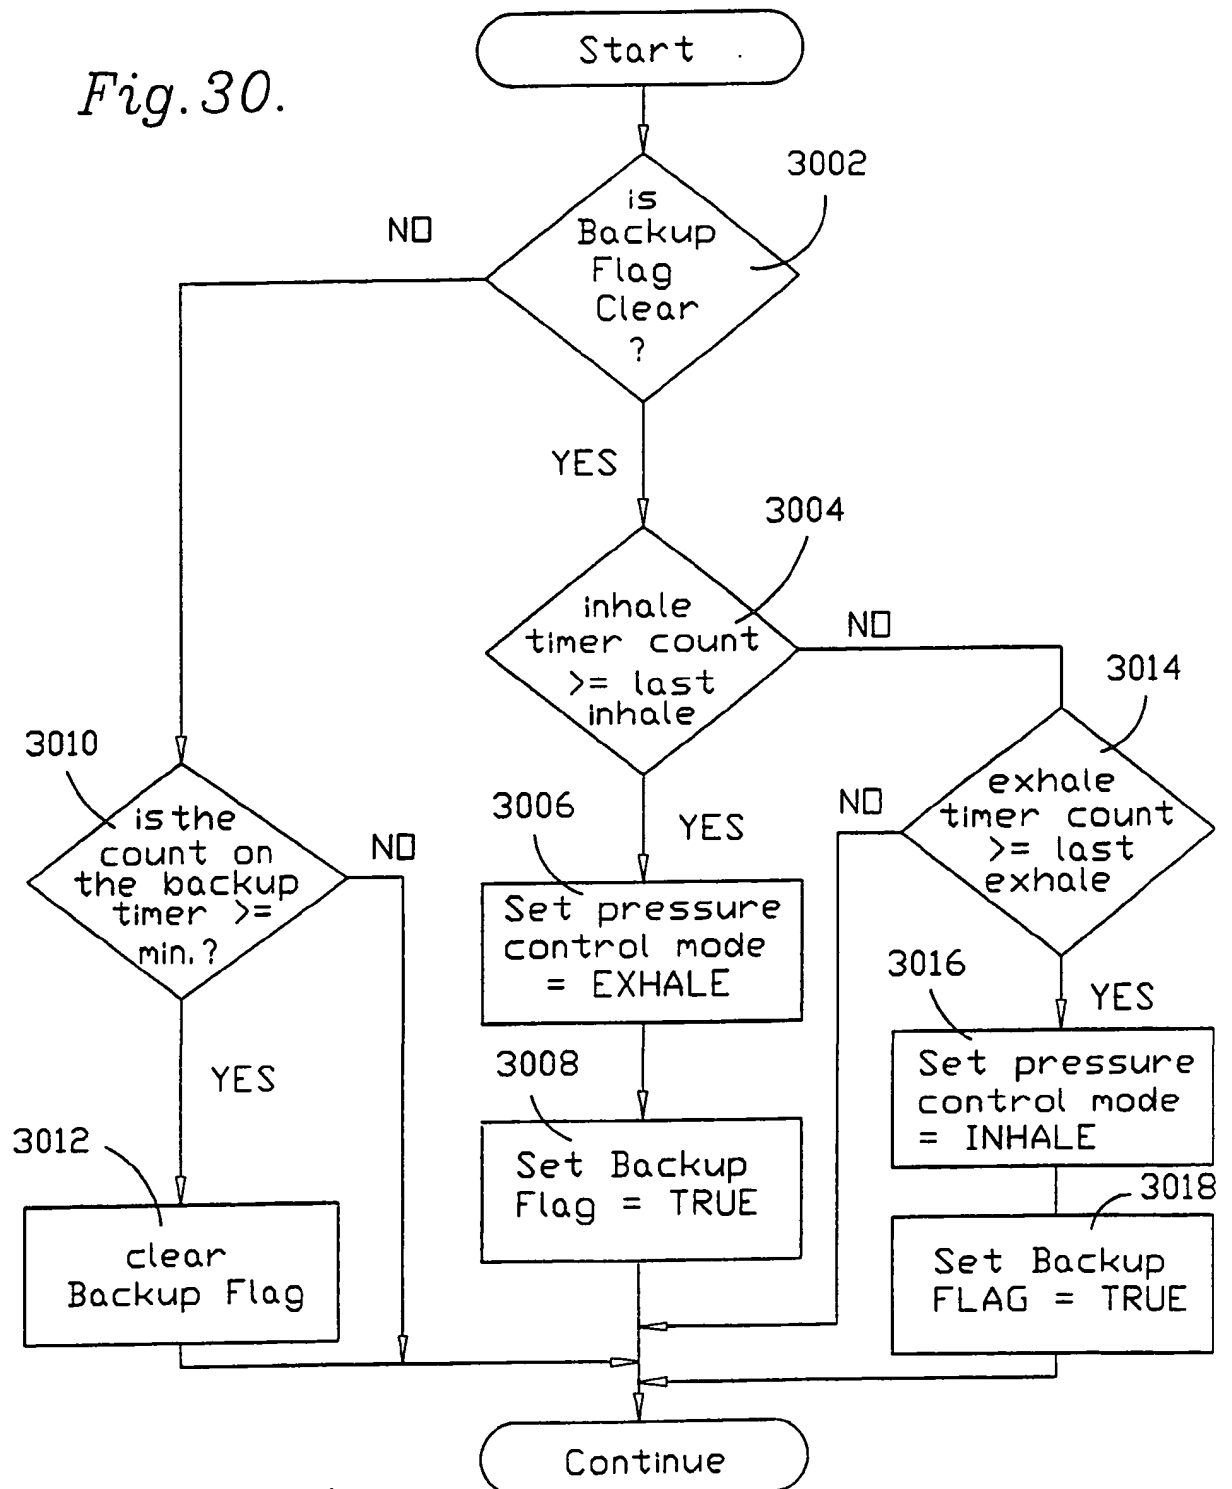 Start
Fig. 30.
3002
is
Backup
Flag
Clear
?
NO
YES
3004
inhale
timer count
>= last
inhale
NO
3014
exhale
timer count
>= last
exhale
NO
YES
3010
is the
count on
the backup
timer >=
min. ?
NO
YES
3006
Set pressure
control mode
= EXHALE
YES
3016
Set pressure
control mode
= INHALE
3008
Set Backup
Flag = TRUE
3018
Set Backup
FLAG = TRUE
3012
clear
Backup Flag
Continue